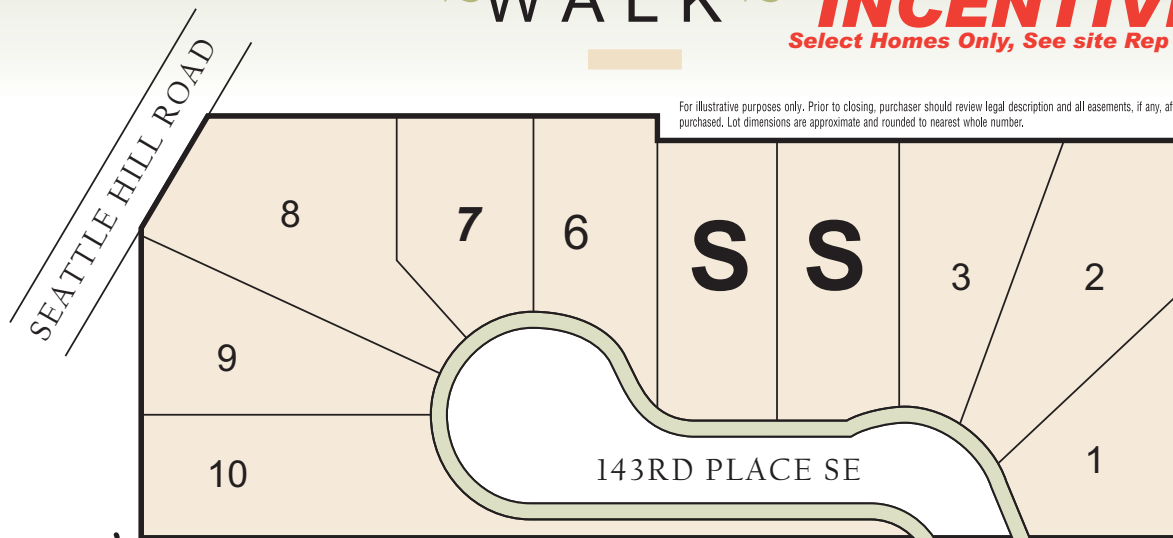 WALK
INCENTIV
Select Homes Only, See site Rep
For illustrative purposes only. Prior to closing, purchaser should review legal description and all easements, if any, af
purchased. Lot dimensions are approximate and rounded to nearest whole number.
SEATTLE HILL ROAD
8
7
6
S
S
3
2
9
10
143RD PLACE SE
1